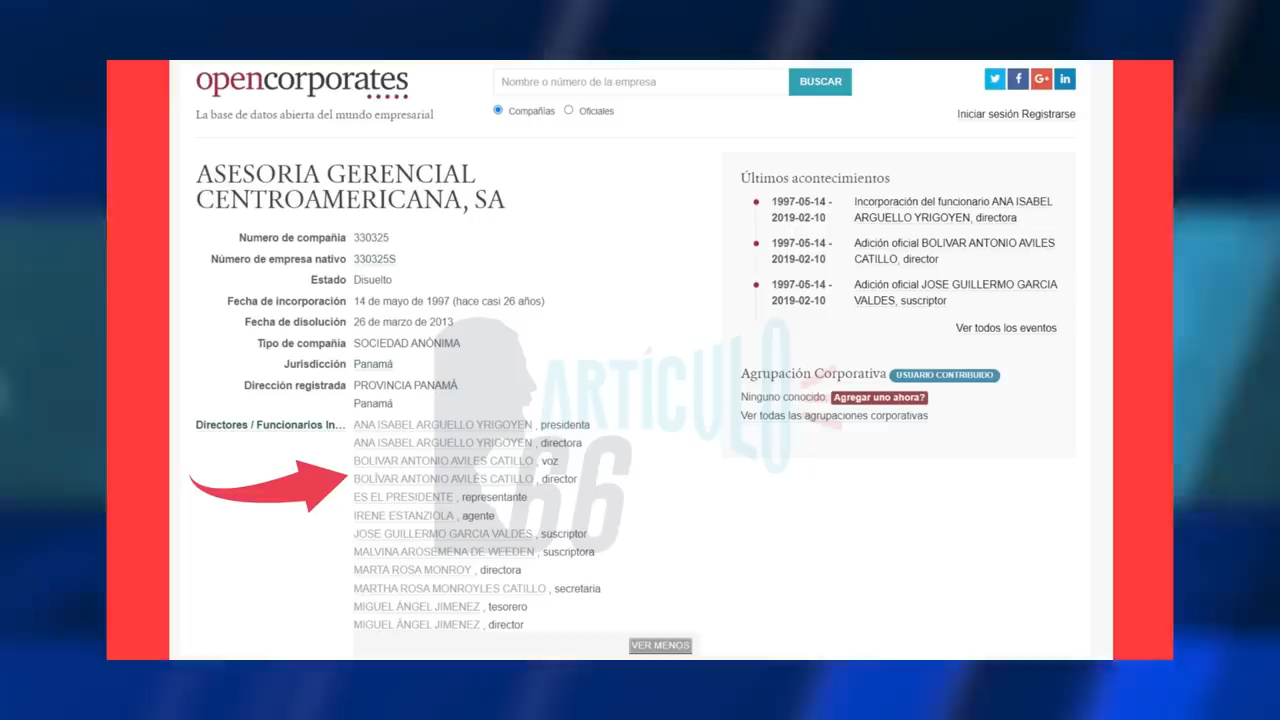 opencorporates
La base de datos abierta del mundo empresarial
Nombre o número de la empresa
BUSCAR
Compañías
Oficiales
Iniciar sesión Registrarse
ASESORIA GERENCIAL
CENTROAMERICANA, SA
Numero de compañia 330325
Número de empresa nativo 330325S
Estado Disuelto
Fecha de incorporación 14 de mayo de 1997 (hace casi 26 años)
Fecha de disolución 26 de marzo de 2013
Tipo de compañía SOCIEDAD ANÓNIMA
Jurisdicción Panamá
Dirección registrada PROVINCIA PANAMÁ
Panamá
Directores / Funcionarios In... ANA ISABEL ARGUELLO YRIGOYEN , presidenta
ANA ISABEL ARGUELLO YRIGOYEN , directora
BOLIVAR ANTONIO AVILES CATILLO , voz
BOLÍVAR ANTONIO AVILÉS CATILLO , director
ES EL PRESIDENTE , representante
IRENE ESTANZIOLA , agente
JOSE GUILLERMO GARCIA VALDES , suscriptor
MALVINA AROSEMENA DE WEEDEN , suscriptora
MARTA ROSA MONROY , directora
MARTHA ROSA MONROYLES CATILLO , secretaria
MIGUEL ÁNGEL JIMENEZ , tesorero
MIGUEL ÁNGEL JIMENEZ , director
VER MENOS
Últimos acontecimientos
1997-05-14 - Incorporación del funcionario ANA ISABEL
2019-02-10 ARGUELLO YRIGOYEN, directora
1997-05-14 - Adición oficial BOLIVAR ANTONIO AVILES
2019-02-10 CATILLO, director
1997-05-14 - Adición oficial JOSE GUILLERMO GARCIA
2019-02-10 VALDES, suscriptor
Ver todos los eventos
Agrupación Corporativa USUARIO CONTRIBUIDO
Ninguno conocido. Agregar uno ahora?
Ver todas las agrupaciones corporativas
ARTÍCULO
66